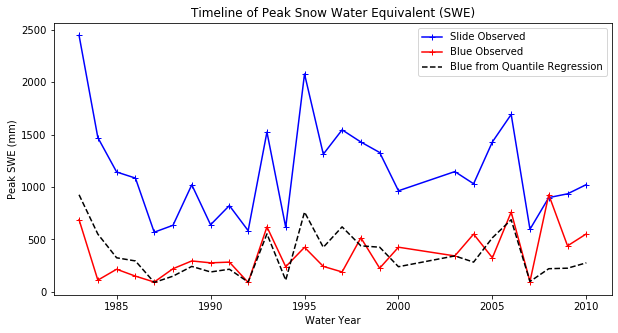 Timeline of Peak Snow Water Equivalent (SWE)
Slide Observed
Blue Observed
Blue from Quantile Regression
Peak SWE (mm)
2500
2000
1500
1000
500
0
1985
1990
1995
2000
2005
2010
Water Year